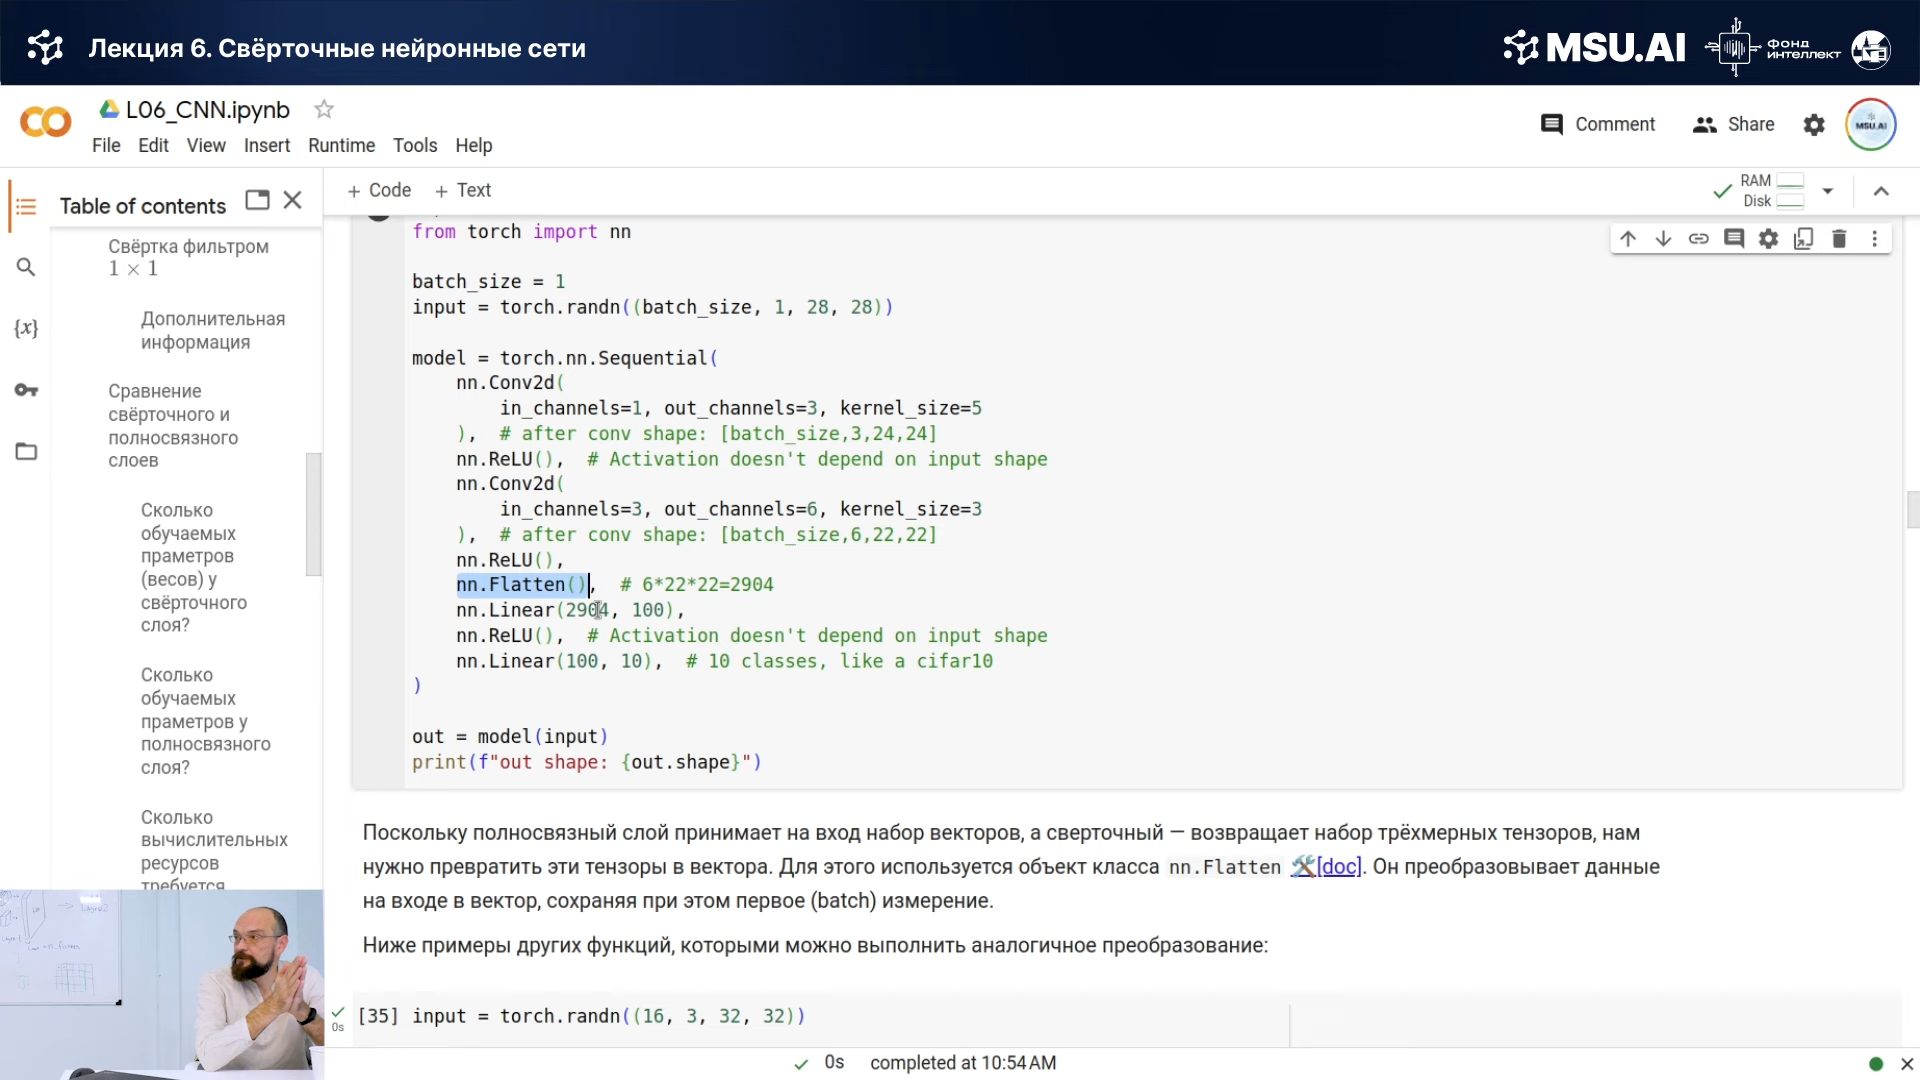 Лекция 6. Свёрточные нейронные сети
MSU.AI
ФОНД
ИНТЕЛЛЕКТ
L06_CNN.ipynb
File Edit View Insert Runtime Tools Help
Comment
Share
MSU.AI
Table of contents
+ Code + Text
RAM
Disk
Свёртка фильтром
1 × 1
Дополнительная
информация
Сравнение
свёрточного и
полносвязного
слоев
Сколько
обучаемых
праметров
(весов) у
свёрточного
слоя?
Сколько
обучаемых
праметров у
полносвязного
слоя?
Сколько
вычислительных
ресурсов
требуется
{x}
from torch import nn
batch_size = 1
input = torch.randn((batch_size, 1, 28, 28))
model = torch.nn.Sequential(
nn.Conv2d(
in_channels=1, out_channels=3, kernel_size=5
), # after conv shape: [batch_size,3,24,24]
nn.ReLU(), # Activation doesn't depend on input shape
nn.Conv2d(
in_channels=3, out_channels=6, kernel_size=3
), # after conv shape: [batch_size,6,22,22]
nn.ReLU(),
nn.Flatten(), # 6*22*22=2904
nn.Linear(2904, 100),
nn.ReLU(), # Activation doesn't depend on input shape
nn.Linear(100, 10), # 10 classes, like a cifar10
)
out = model(input)
print(f"out shape: {out.shape}")
Поскольку полносвязный слой принимает на вход набор векторов, а сверточный — возвращает набор трёхмерных тензоров, нам
нужно превратить эти тензоры в вектора. Для этого используется объект класса nn.Flatten 🛠️[doc]. Он преобразовывает данные
на входе в вектор, сохраняя при этом первое (batch) измерение.
Ниже примеры других функций, которыми можно выполнить аналогичное преобразование:
0s
[35] input = torch.randn((16, 3, 32, 32))
0s completed at 10:54 AM